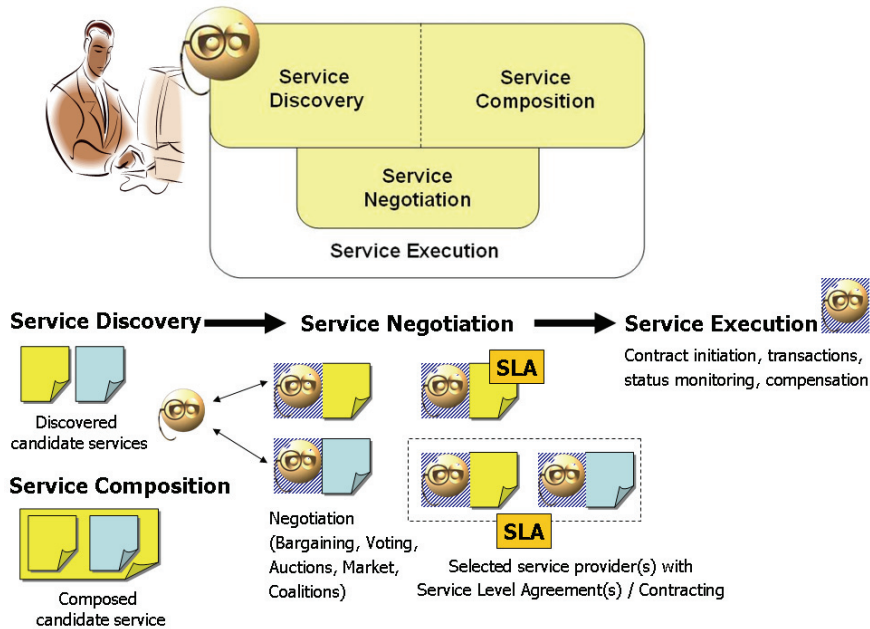 Service
Discovery
Service
Composition
Service
Negotiation
Service Execution
Service Discovery
Service Negotiation
Service Execution
Discovered
candidate services
SLA
Contract initiation, transactions,
status monitoring, compensation
Service Composition
Composed
candidate service
Negotiation
(Bargaining, Voting,
Auctions, Market,
Coalitions)
SLA
Selected service provider(s) with
Service Level Agreement(s) / Contracting